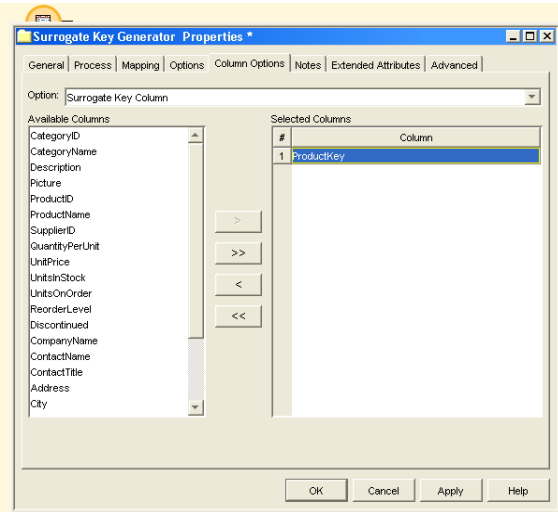 Surrogate Key Generator Properties *
General Process Mapping Options Column Options Notes Extended Attributes Advanced
Option: Surrogate Key Column
Available Columns Selected Columns
# Column
1 ProductKey
CategoryID
CategoryName
Description
Picture
ProductID
ProductName
SupplierID
QuantityPerUnit
UnitPrice
UnitsInStock
UnitsOnOrder
ReorderLevel
Discontinued
CompanyName
ContactName
ContactTitle
Address
City
>
>>
<
<<
OK Cancel Apply Help